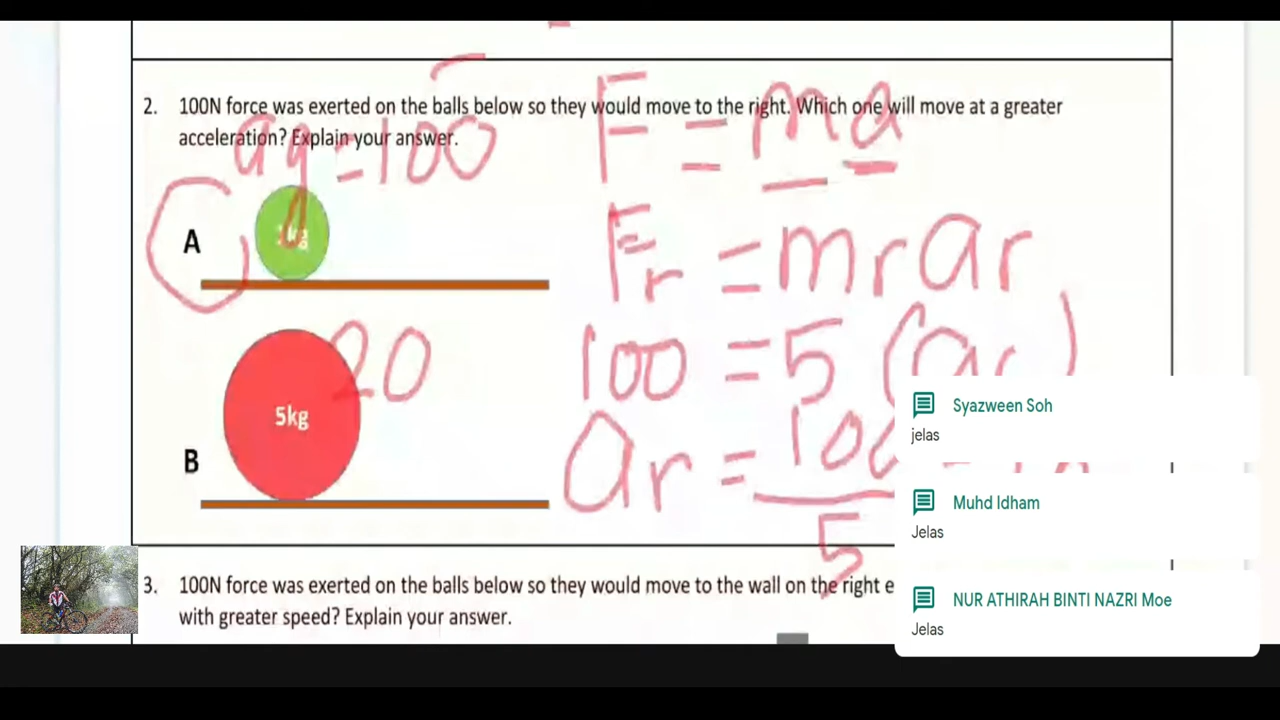 2. 100N force was exerted on the balls below so they would move to the right. Which one will move at a greater
acceleration? Explain your answer.
ag = 100
F = ma
A
Fr = mrar
20
100 = 5 (ar)
5kg
B
ar = 100
5
3. 100N force was exerted on the balls below so they would move to the wall on the right
with greater speed? Explain your answer.
Syazween Soh
jelas
Muhd Idham
Jelas
NUR ATHIRAH BINTI NAZRI Moe
Jelas